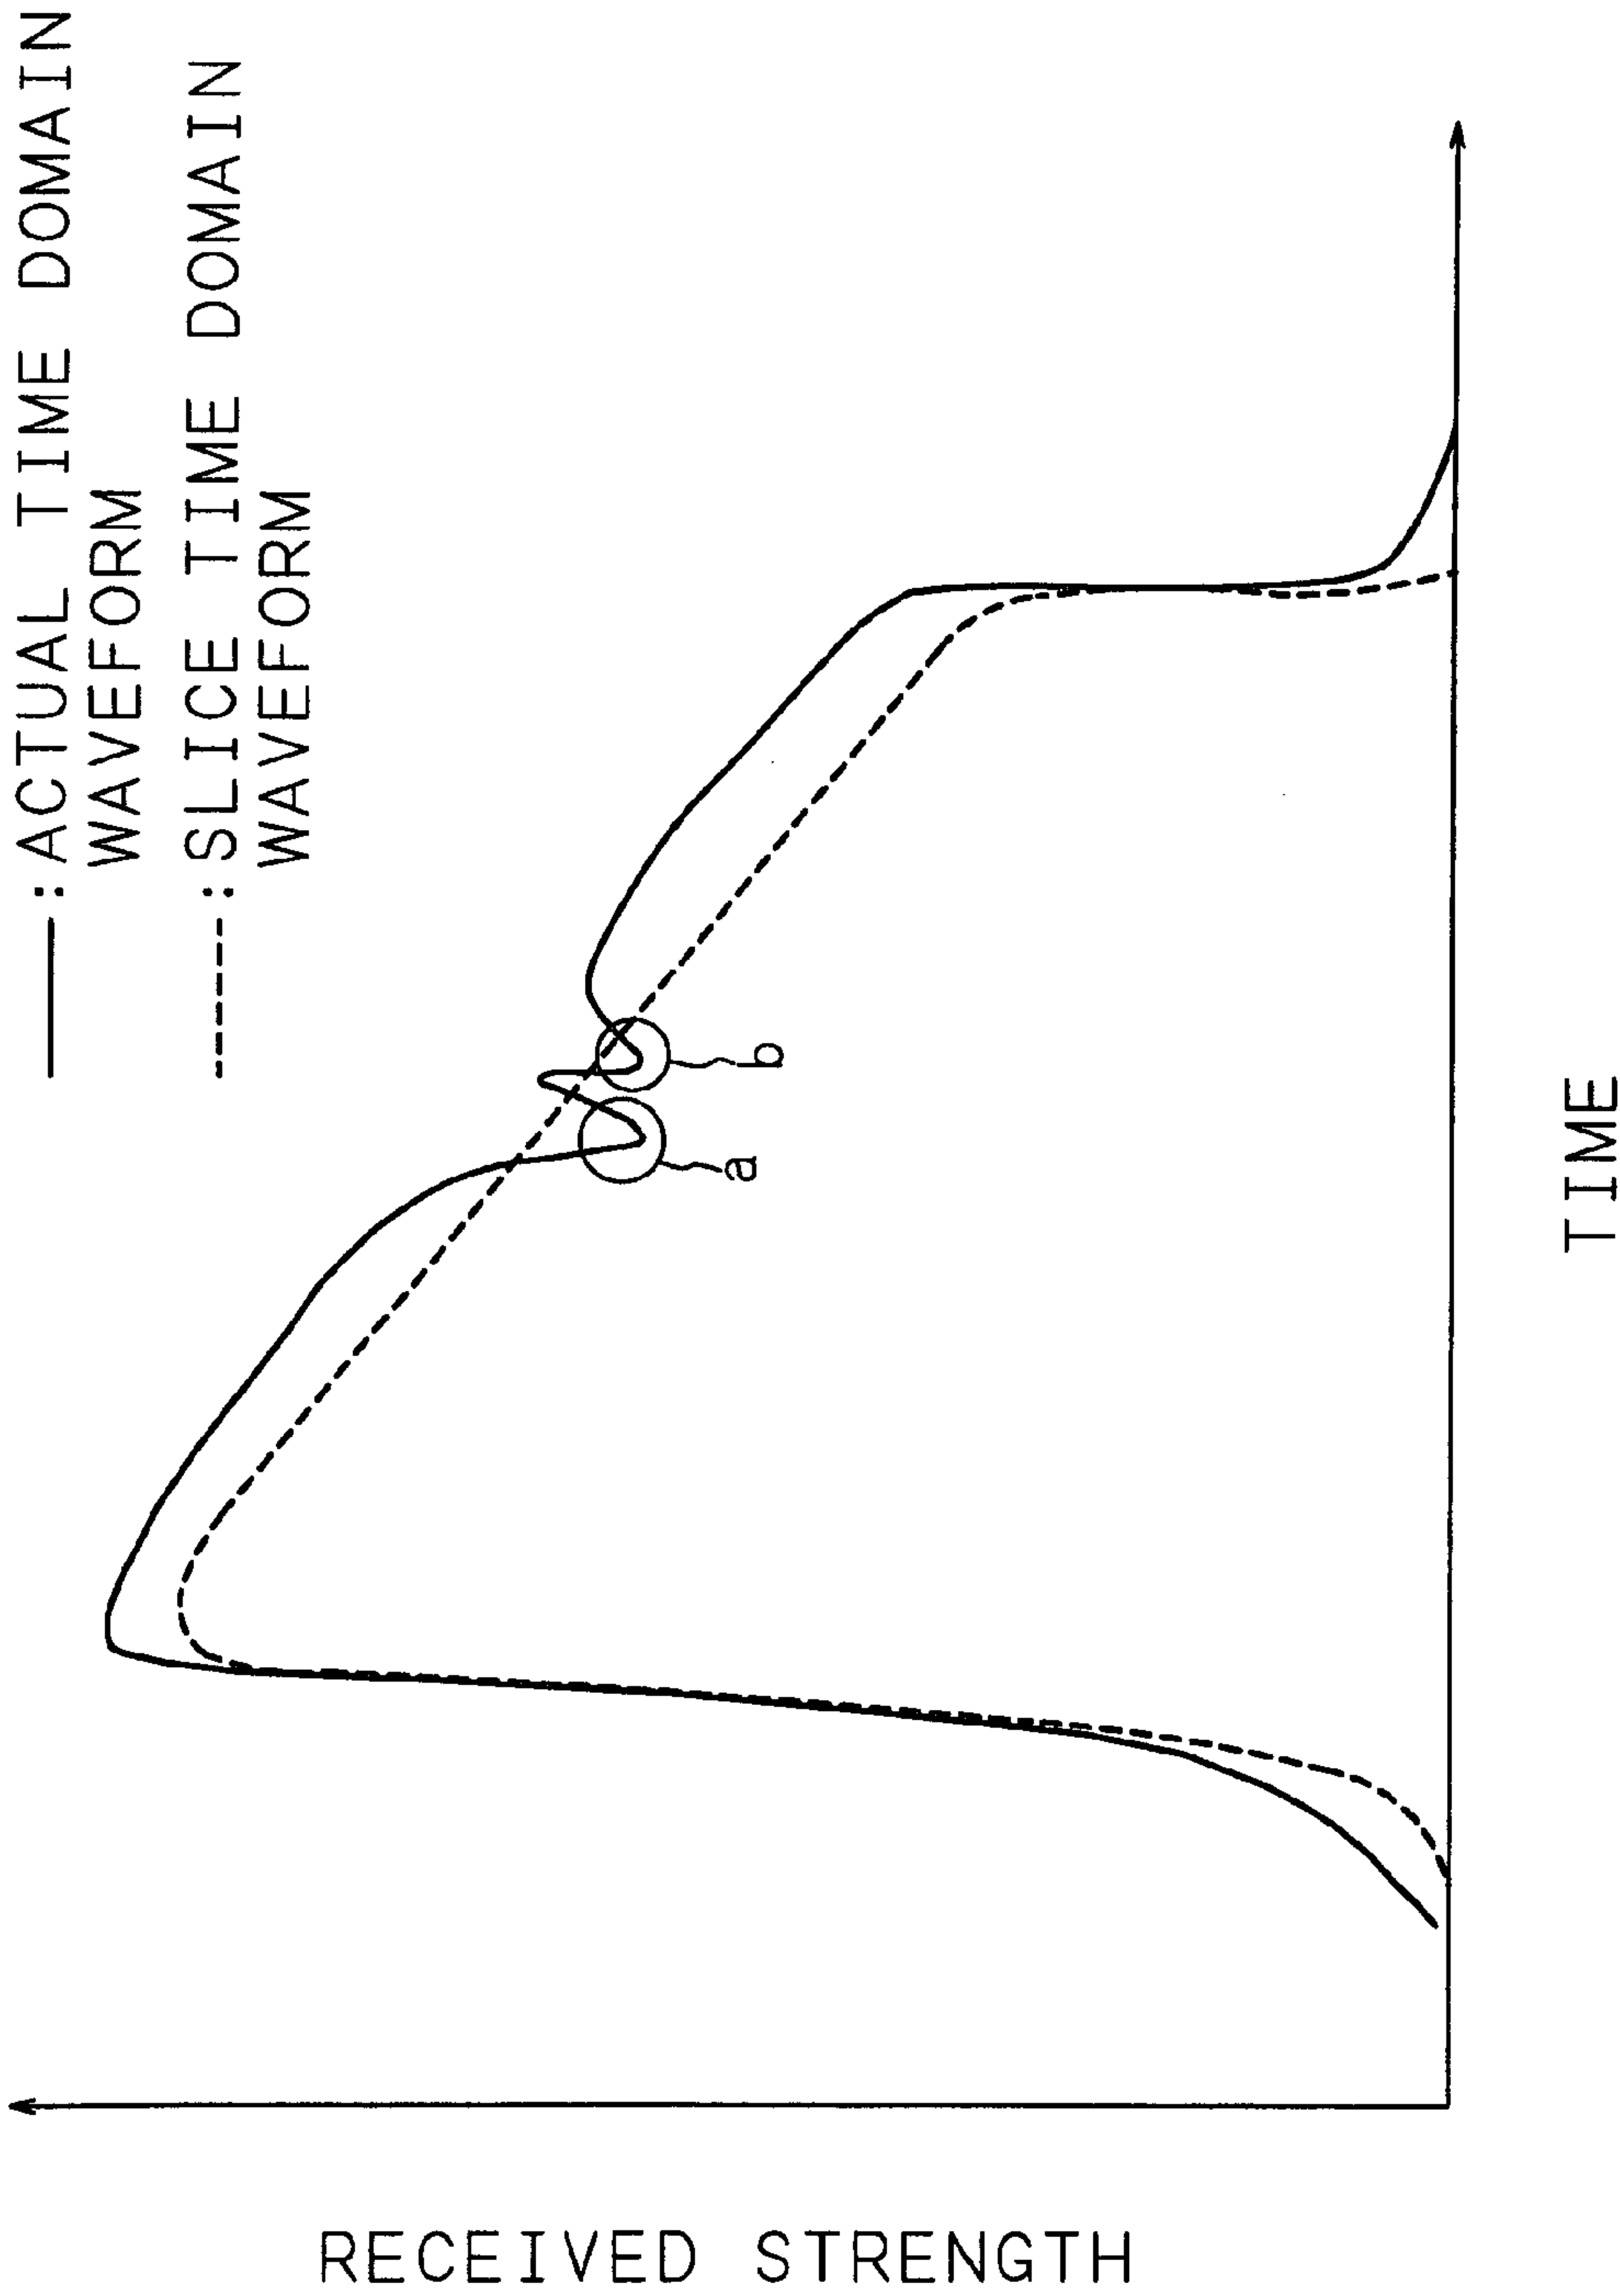 : ACTUAL TIME DOMAIN
WAVEFORM
: SLICE TIME DOMAIN
WAVEFORM
a
b
TIME
RECEIVED STRENGTH